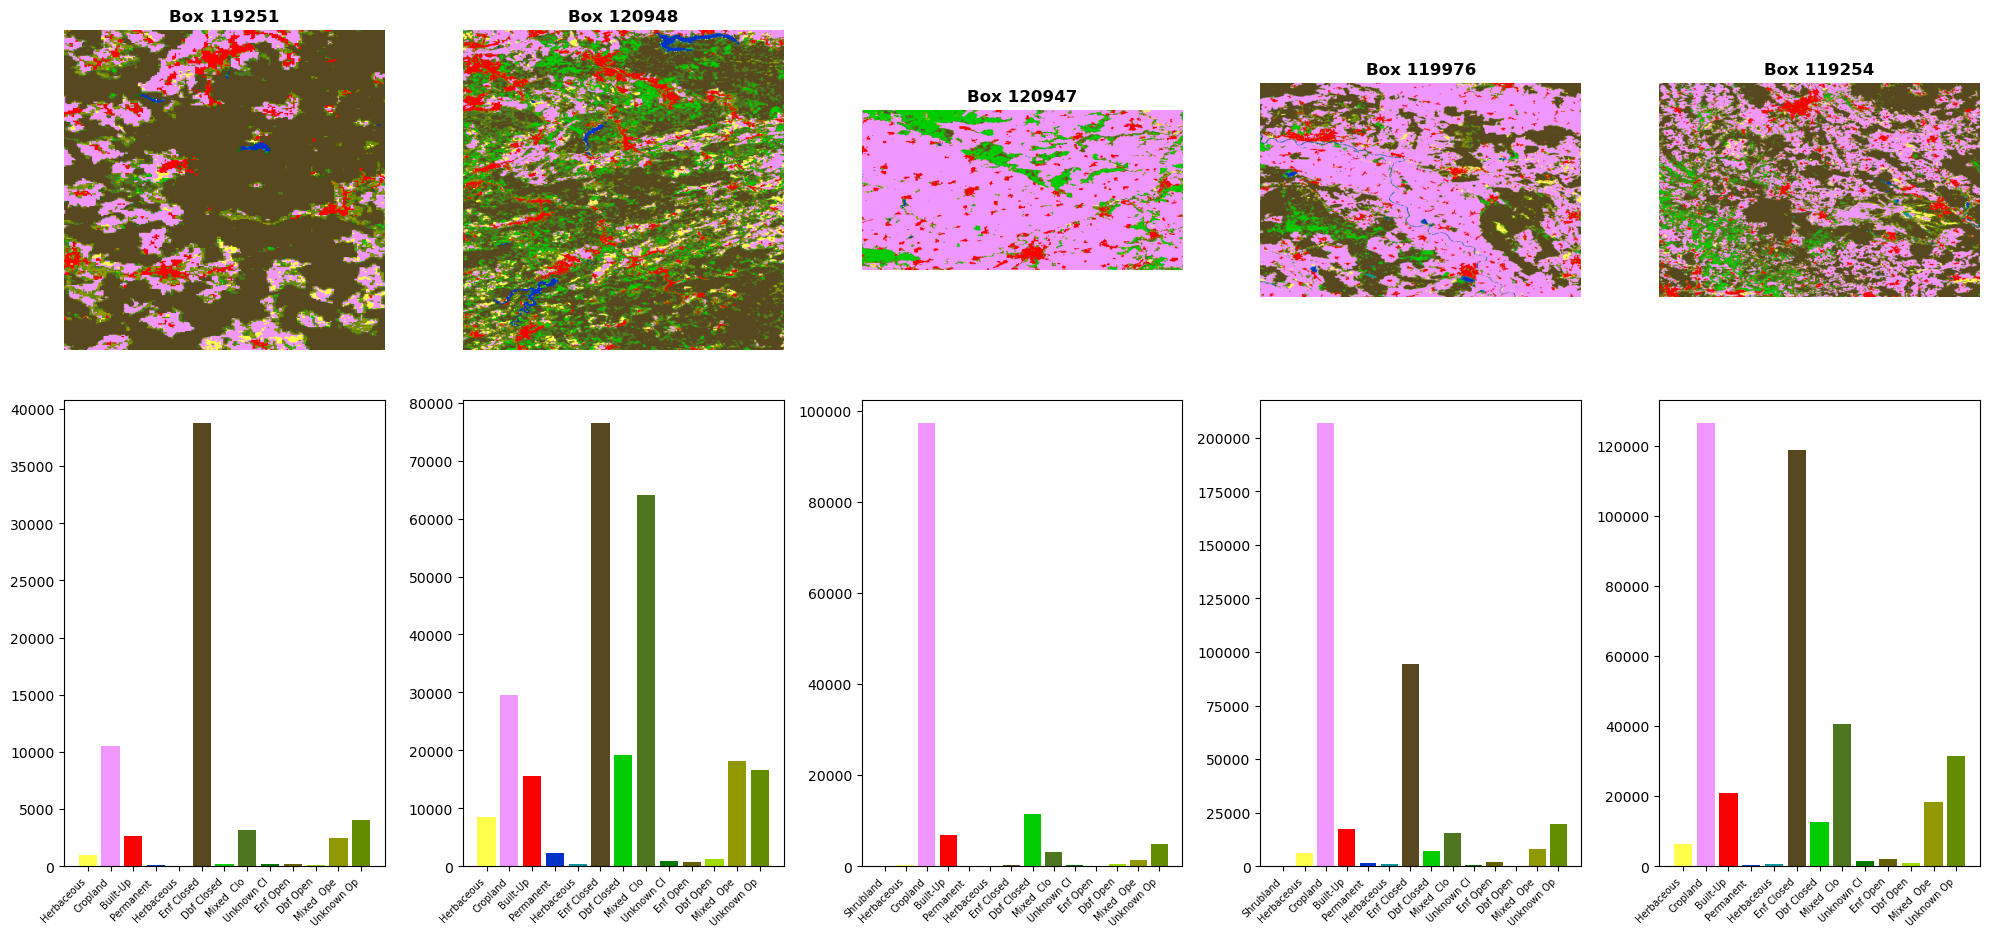 Box 119251
Box 120948
Box 120947
Box 119976
Box 119254
40000
35000
30000
25000
20000
15000
10000
5000
0
Herbaceous
Cropland
Built-Up
Permanent
Herbaceous
Enf Closed
Dbf Closed
Mixed  Clo
Unknown Cl
Enf Open
Dbf Open
Mixed  Ope
Unknown Op
80000
70000
60000
50000
40000
30000
20000
10000
0
Herbaceous
Cropland
Built-Up
Permanent
Herbaceous
Enf Closed
Dbf Closed
Mixed  Clo
Unknown Cl
Enf Open
Dbf Open
Mixed  Ope
Unknown Op
100000
80000
60000
40000
20000
0
Shrubland
Herbaceous
Cropland
Built-Up
Permanent
Herbaceous
Enf Closed
Dbf Closed
Mixed  Clo
Unknown Cl
Enf Open
Dbf Open
Mixed  Ope
Unknown Op
200000
175000
150000
125000
100000
75000
50000
25000
0
Shrubland
Herbaceous
Cropland
Built-Up
Permanent
Herbaceous
Enf Closed
Dbf Closed
Mixed  Clo
Unknown Cl
Enf Open
Dbf Open
Mixed  Ope
Unknown Op
120000
100000
80000
60000
40000
20000
0
Herbaceous
Cropland
Built-Up
Permanent
Herbaceous
Enf Closed
Dbf Closed
Mixed  Clo
Unknown Cl
Enf Open
Dbf Open
Mixed  Ope
Unknown Op